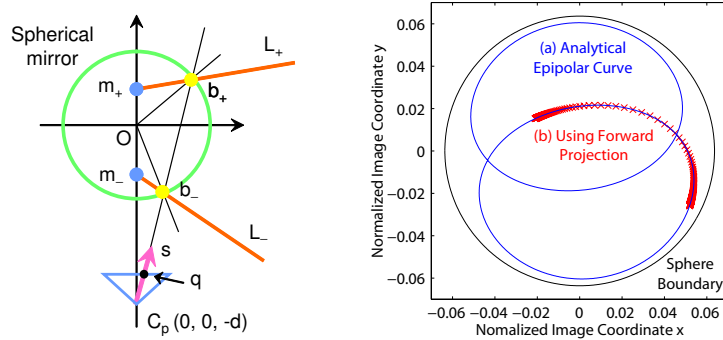 Spherical
mirror
L+
m+
b+
O
m−
b−
L−
s
q
Cp (0, 0, -d)
Normalized Image Coordinate y
0.06
0.04
0.02
0
−0.02
−0.04
−0.06
(a) Analytical
Epipolar Curve
(b) Using Forward
Projection
Sphere
Boundary
−0.06 −0.04 −0.02 0 0.02 0.04 0.06
Nomalized Image Coordinate x